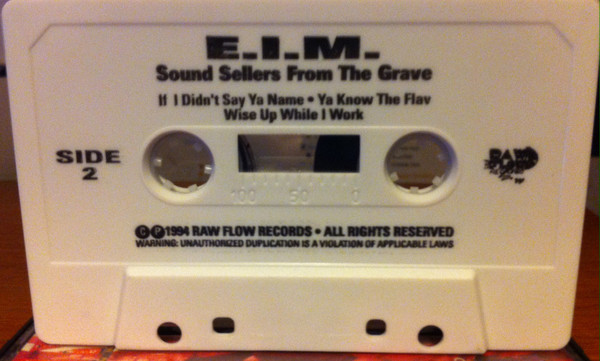 E.I.M.
Sound Sellers From The Grave
If I Didn't Say Ya Name • Ya Know The Flav
Wise Up While I Work
SIDE
2
RAW
100 50 0
©℗1994 RAW FLOW RECORDS • ALL RIGHTS RESERVED
WARNING: UNAUTHORIZED DUPLICATION IS A VIOLATION OF APPLICABLE LAWS